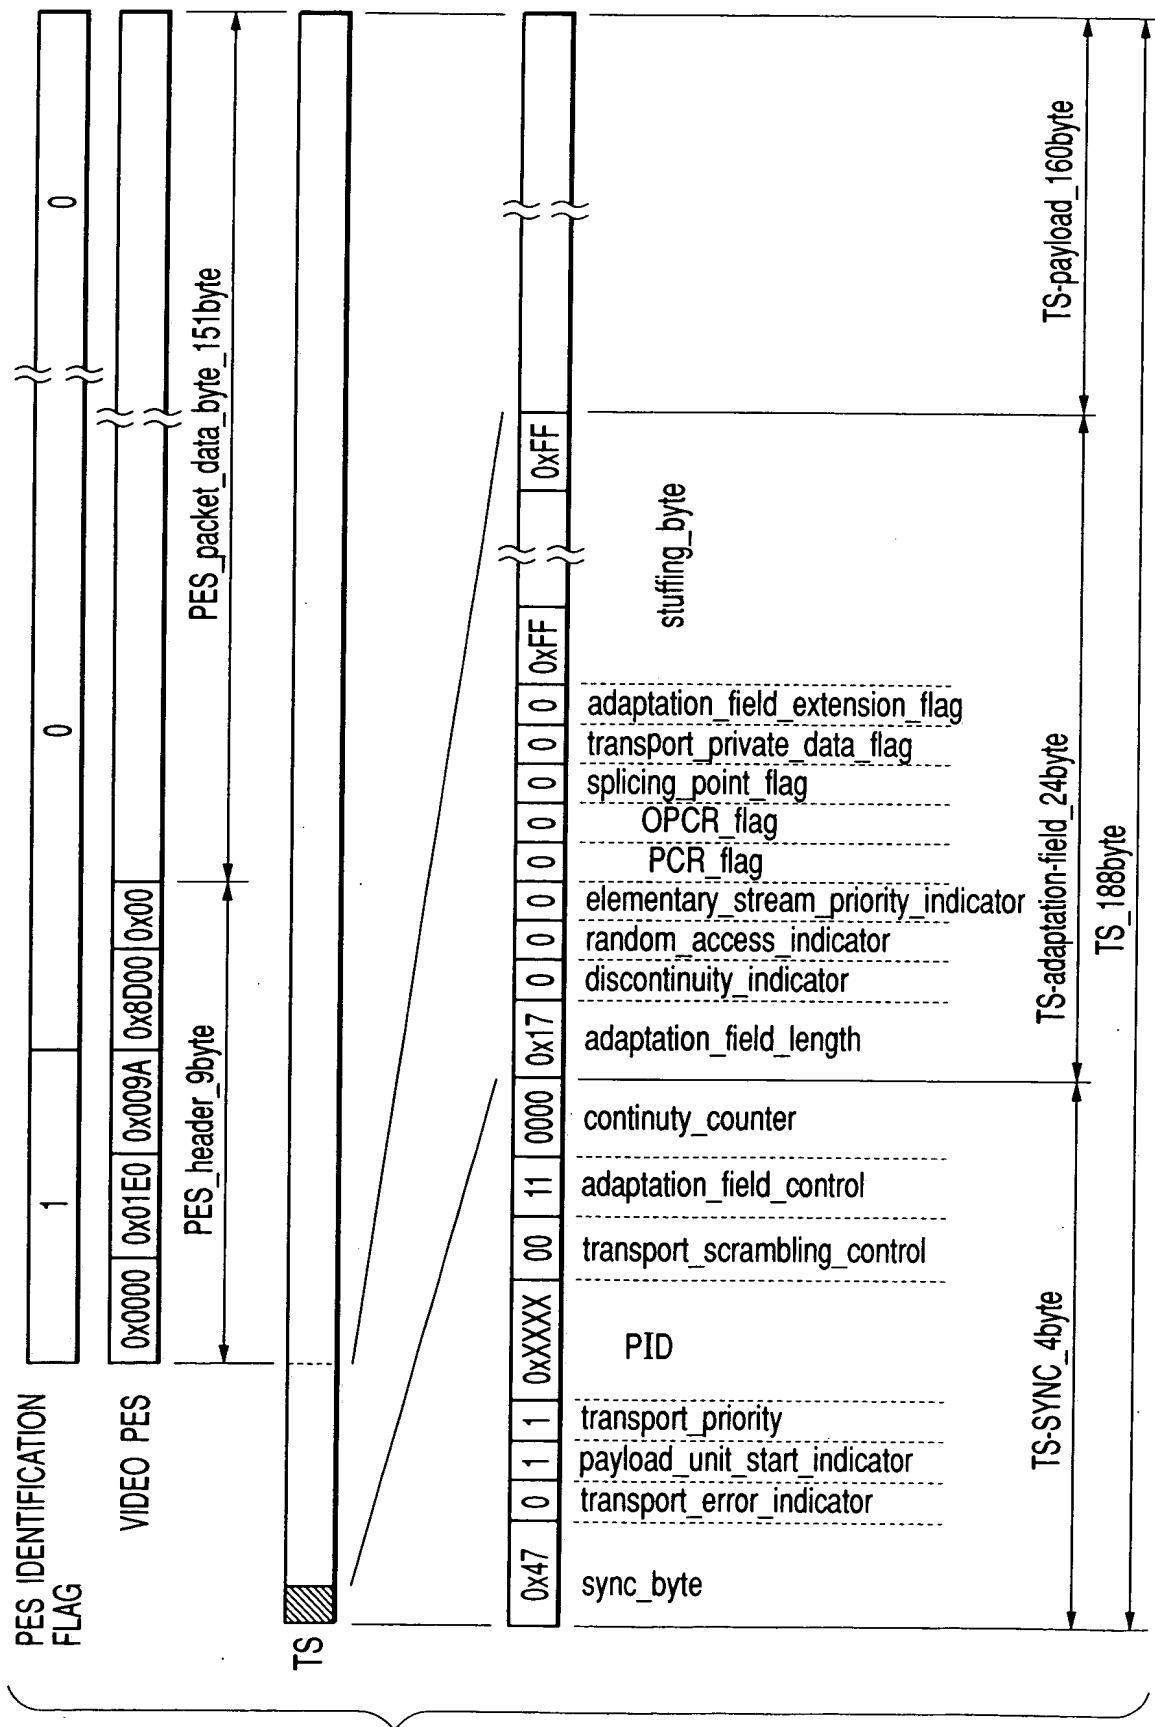 PES IDENTIFICATION
FLAG
1
0
0
VIDEO PES
0x0000
0x01E0
0x009A
0x8D00
0x00
PES_header_9byte
PES_packet_data_byte_151byte
TS
0x47
0
1
1
0xXXXX
00
11
0000
0x17
0
0
0
0
0
0
0
0
0xFF
0xFF
sync_byte
transport_error_indicator
payload_unit_start_indicator
transport_priority
PID
transport_scrambling_control
adaptation_field_control
continuty_counter
adaptation_field_length
discontinuity_indicator
random_access_indicator
elementary_stream_priority_indicator
PCR_flag
OPCR_flag
splicing_point_flag
transport_private_data_flag
adaptation_field_extension_flag
stuffing_byte
TS-SYNC_4byte
TS-adaptation-field_24byte
TS-payload_160byte
TS_188byte